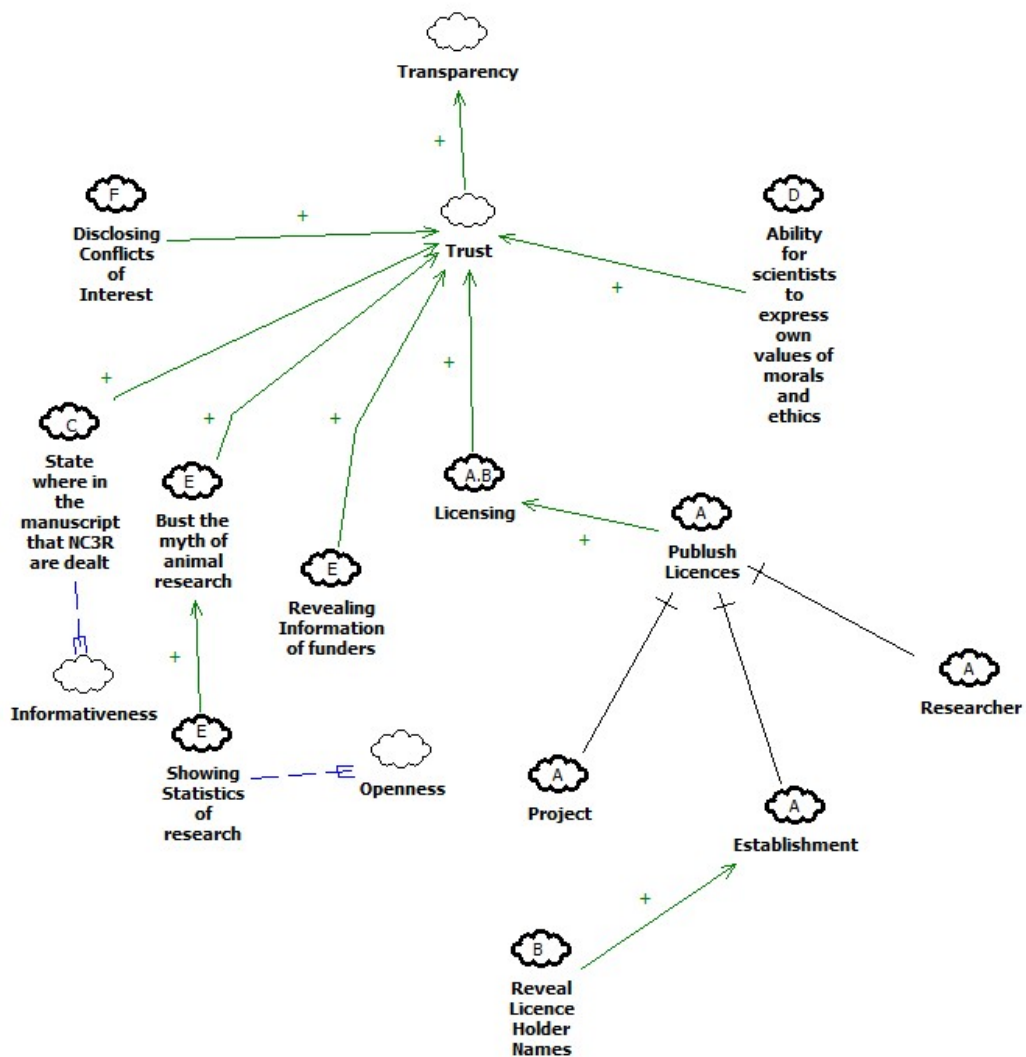 Transparency
+
F
Disclosing
Conflicts
of
Interest
+
Trust
D
Ability
for
scientists
to
express
own
values of
morals
and
ethics
+
+
C
State
where in
the
manuscript
that NC3R
are dealt
+
E
Bust the
myth of
animal
research
+
E
Revealing
Information
of funders
+
A.B
Licensing
+
A
Publush
Licences
Informativeness
+
E
Showing
Statistics
of
research
Openness
A
Project
A
Establishment
A
Researcher
+
B
Reveal
Licence
Holder
Names